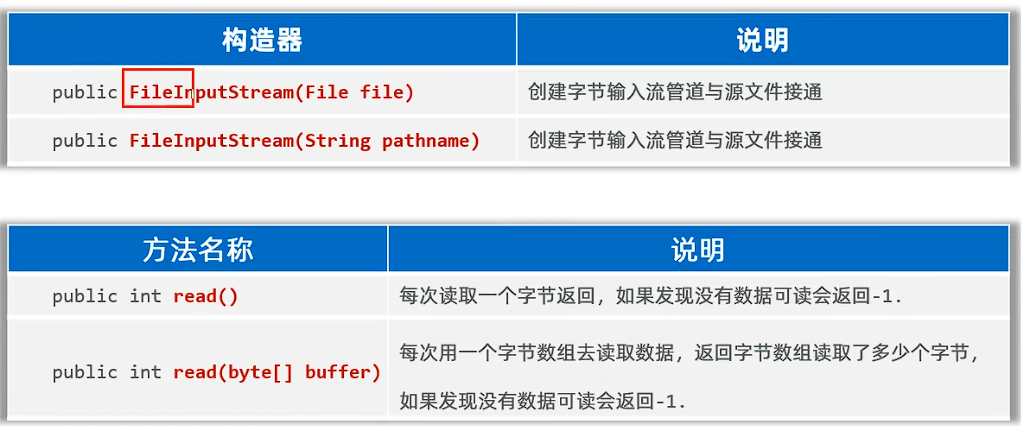 构造器 说明
public FileInputStream(File file) 创建字节输入流管道与源文件接通
public FileInputStream(String pathname) 创建字节输入流管道与源文件接通
方法名称 说明
public int read() 每次读取一个字节返回，如果发现没有数据可读会返回-1.
public int read(byte[] buffer) 每次用一个字节数组去读取数据，返回字节数组读取了多少个字节，
如果发现没有数据可读会返回-1.